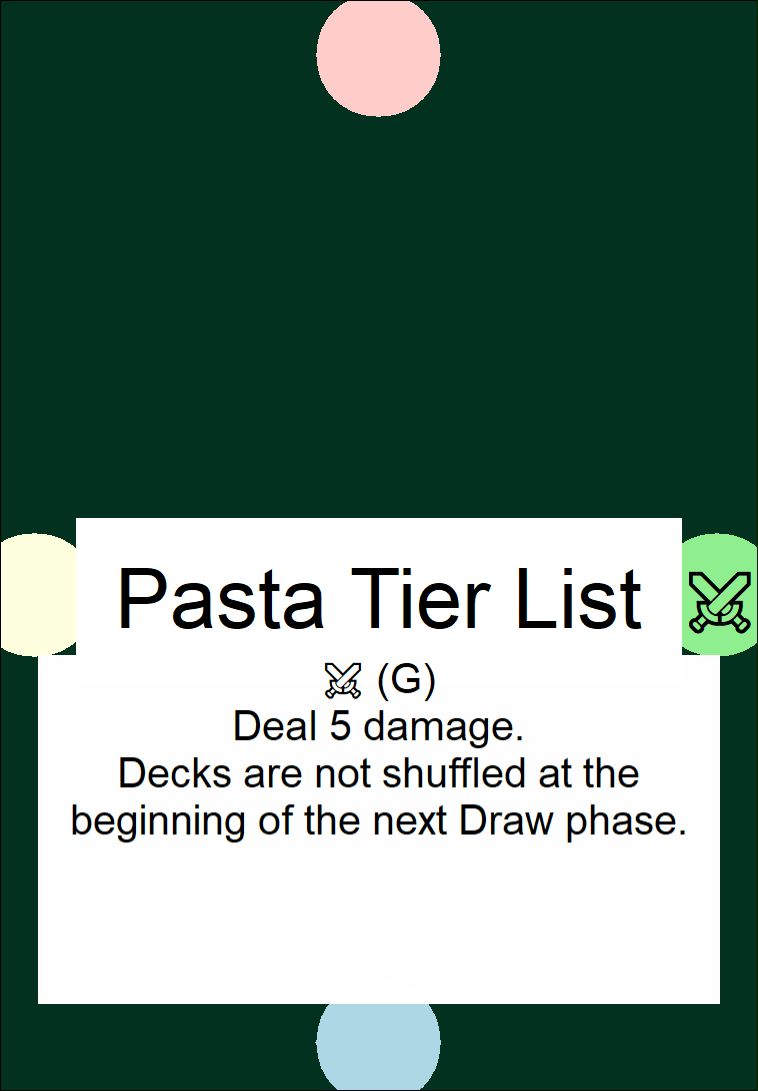 Pasta Tier List
⚔ (G)
Deal 5 damage.
Decks are not shuffled at the
beginning of the next Draw phase.